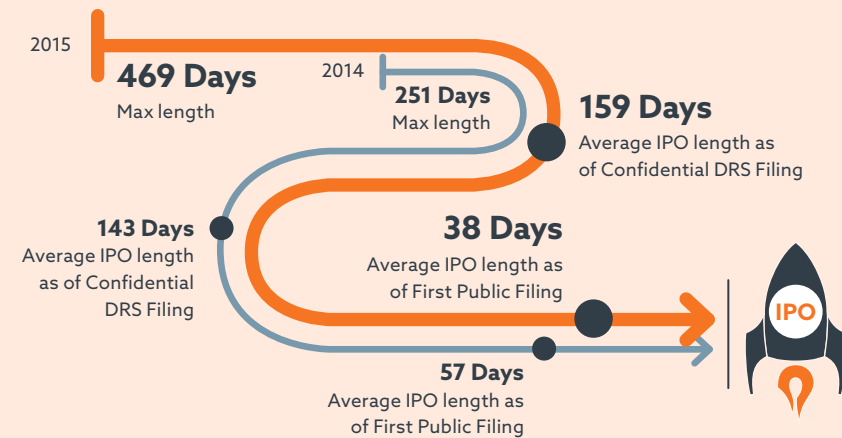 2015
469 Days
Max length
2014
251 Days
Max length
159 Days
Average IPO length as
of Confidential DRS Filing
143 Days
Average IPO length
as of Confidential
DRS Filing
38 Days
Average IPO length as
of First Public Filing
IPO
57 Days
Average IPO length as
of First Public Filing